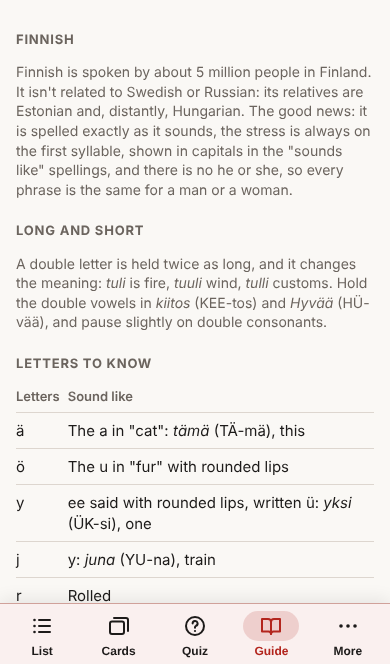 FINNISH
Finnish is spoken by about 5 million people in Finland.
It isn't related to Swedish or Russian: its relatives are
Estonian and, distantly, Hungarian. The good news: it
is spelled exactly as it sounds, the stress is always on
the first syllable, shown in capitals in the "sounds
like" spellings, and there is no he or she, so every
phrase is the same for a man or a woman.
LONG AND SHORT
A double letter is held twice as long, and it changes
the meaning: tuli is fire, tuuli wind, tulli customs. Hold
the double vowels in kiitos (KEE-tos) and Hyvää (HÜ-
vää), and pause slightly on double consonants.
LETTERS TO KNOW
Letters Sound like
ä The a in "cat": tämä (TÄ-mä), this
ö The u in "fur" with rounded lips
y ee said with rounded lips, written ü: yksi
(ÜK-si), one
j y: juna (YU-na), train
r Rolled
List Cards Quiz Guide More